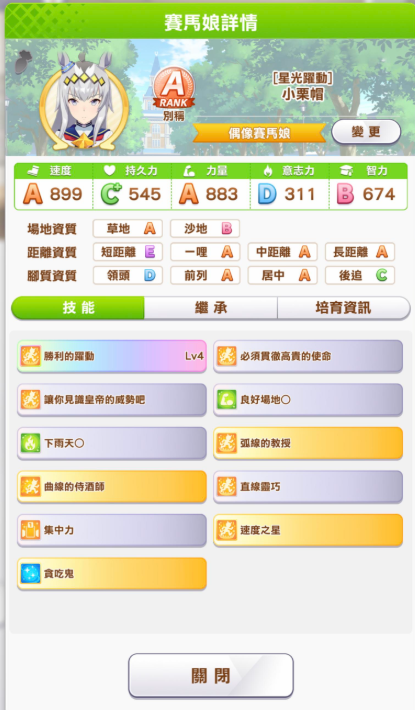 賽馬娘詳情
A
RANK
別稱
[星光躍動]
小栗帽
偶像賽馬娘
變更
速度 持久力 力量 意志力 智力
A 899 C+ 545 A 883 D 311 B 674
場地資質 草地 A 沙地 B
距離資質 短距離 E 一哩 A 中距離 A 長距離 A
腳質資質 領頭 D 前列 A 居中 A 後追 C
技能 繼承 培育資訊
勝利的躍動 Lv4 必須貫徹高貴的使命
讓你見識皇帝的威勢吧 良好場地○
下雨天○ 弧線的教授
曲線的侍酒師 直線靈巧
集中力 速度之星
貪吃鬼
關閉